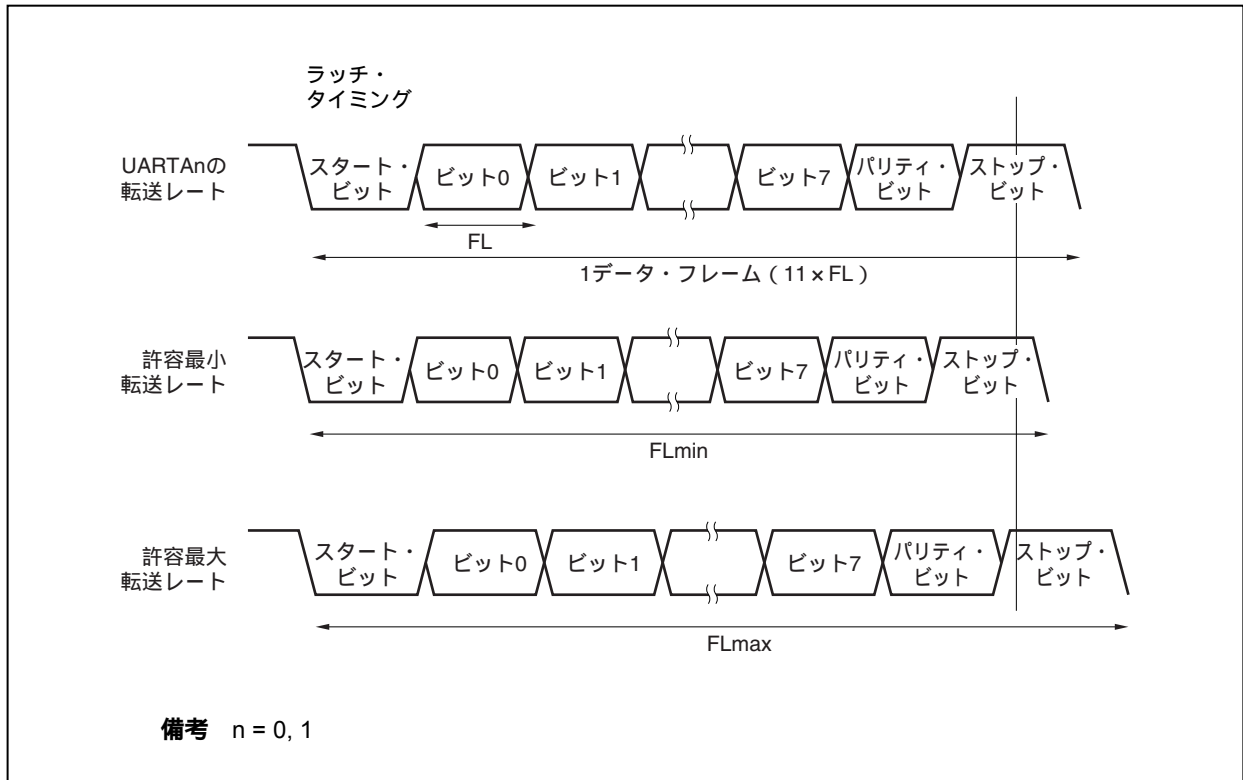 ラッチ・
タイミング
UARTAnの
転送レート
スタート・
ビット
ビット0
ビット1
ビット7
パリティ・
ビット
ストップ・
ビット
FL
1データ・フレーム（11×FL）
許容最小
転送レート
スタート・
ビット
ビット0
ビット1
ビット7
パリティ・
ビット
ストップ・
ビット
FLmin
許容最大
転送レート
スタート・
ビット
ビット0
ビット1
ビット7
パリティ・
ビット
ストップ・
ビット
FLmax
備考 n = 0, 1